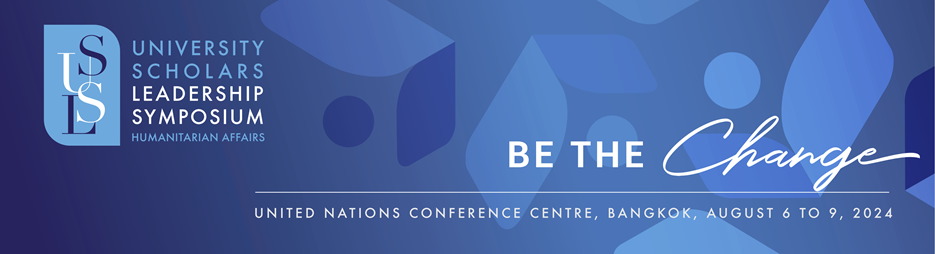 USLS
UNIVERSITY
SCHOLARS
LEADERSHIP
SYMPOSIUM
HUMANITARIAN AFFAIRS
BE THE Change
UNITED NATIONS CONFERENCE CENTRE, BANGKOK, AUGUST 6 TO 9, 2024